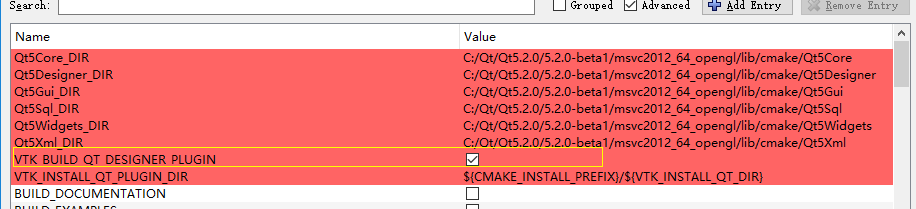 Search: Grouped Advanced Add Entry Remove Entry
Name Value
Qt5Core_DIR C:/Qt/Qt5.2.0/5.2.0-beta1/msvc2012_64_opengl/lib/cmake/Qt5Core
Qt5Designer_DIR C:/Qt/Qt5.2.0/5.2.0-beta1/msvc2012_64_opengl/lib/cmake/Qt5Designer
Qt5Gui_DIR C:/Qt/Qt5.2.0/5.2.0-beta1/msvc2012_64_opengl/lib/cmake/Qt5Gui
Qt5Sql_DIR C:/Qt/Qt5.2.0/5.2.0-beta1/msvc2012_64_opengl/lib/cmake/Qt5Sql
Qt5Widgets_DIR C:/Qt/Qt5.2.0/5.2.0-beta1/msvc2012_64_opengl/lib/cmake/Qt5Widgets
Qt5Xml_DIR C:/Qt/Qt5.2.0/5.2.0-beta1/msvc2012_64_opengl/lib/cmake/Qt5Xml
VTK_BUILD_QT_DESIGNER_PLUGIN
VTK_INSTALL_QT_PLUGIN_DIR ${CMAKE_INSTALL_PREFIX}/${VTK_INSTALL_QT_DIR}
BUILD_DOCUMENTATION
BUILD_EXAMPLES